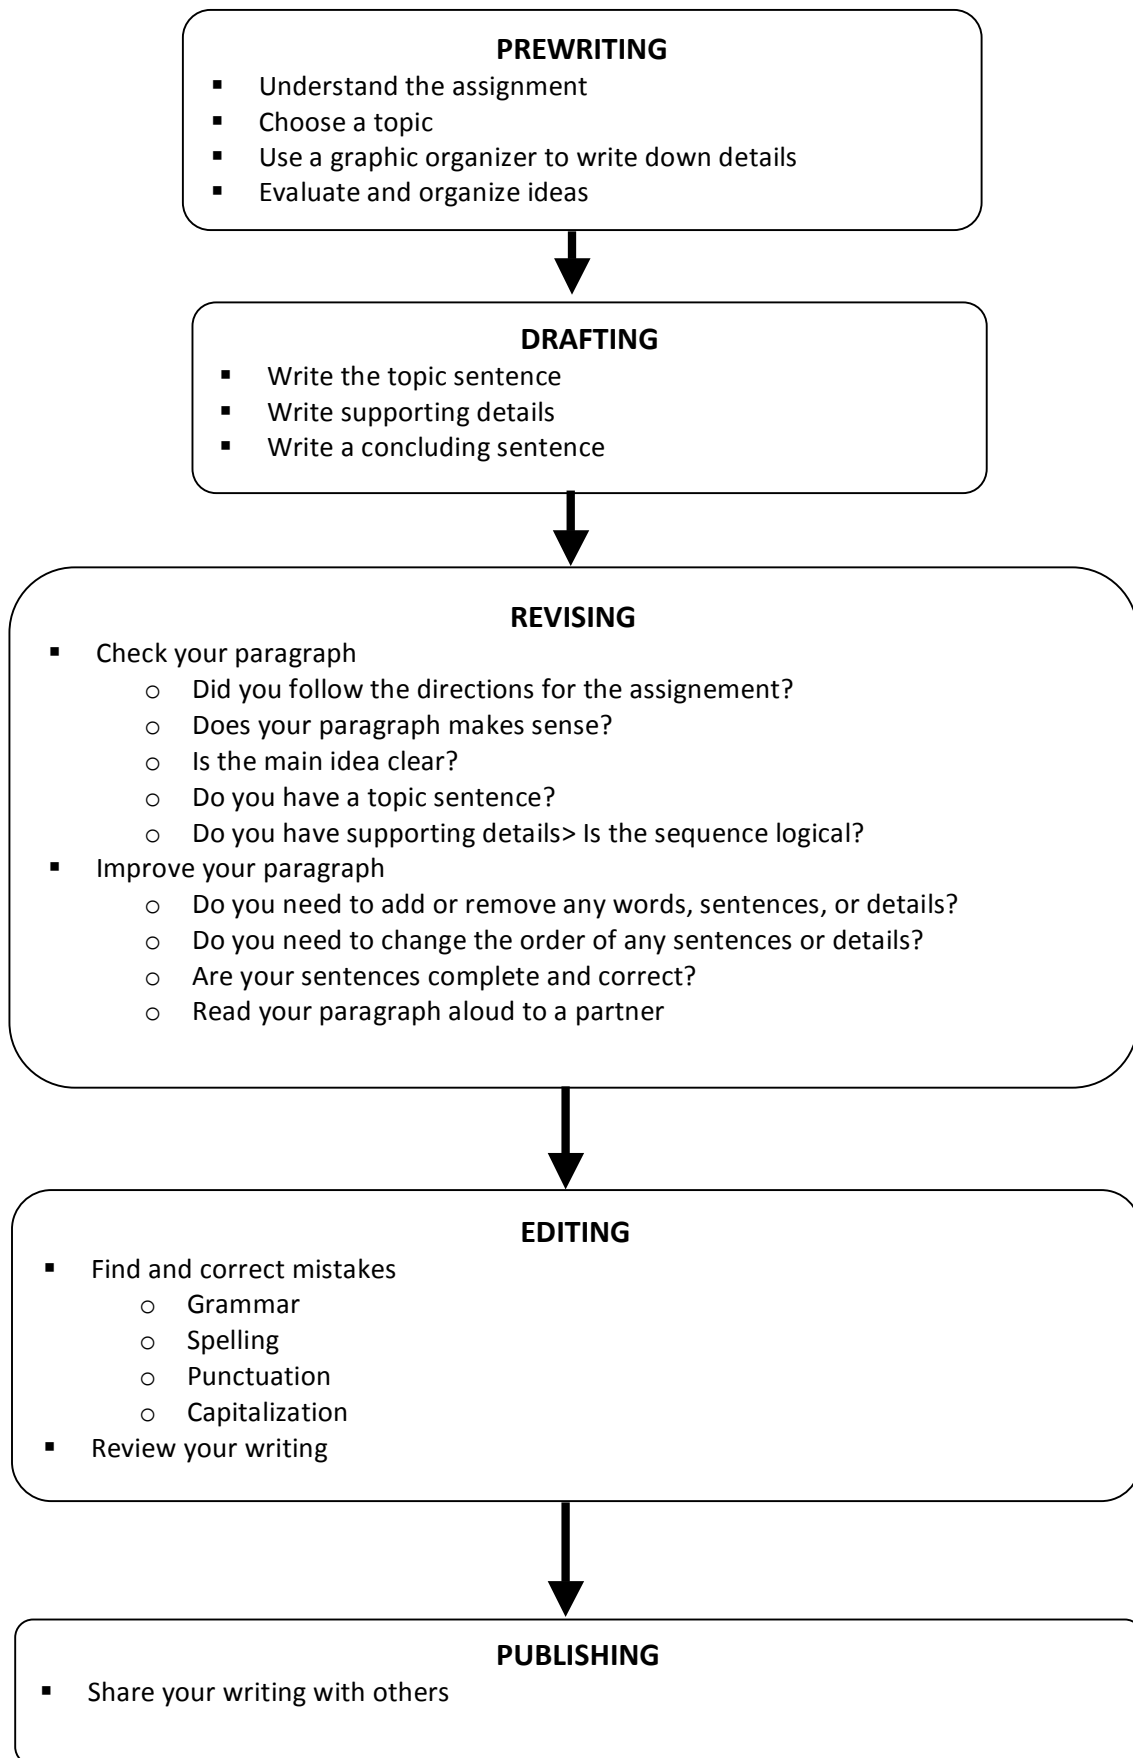 PREWRITING
▪ Understand the assignment
▪ Choose a topic
▪ Use a graphic organizer to write down details
▪ Evaluate and organize ideas
DRAFTING
▪ Write the topic sentence
▪ Write supporting details
▪ Write a concluding sentence
REVISING
▪ Check your paragraph
o Did you follow the directions for the assignement?
o Does your paragraph makes sense?
o Is the main idea clear?
o Do you have a topic sentence?
o Do you have supporting details> Is the sequence logical?
▪ Improve your paragraph
o Do you need to add or remove any words, sentences, or details?
o Do you need to change the order of any sentences or details?
o Are your sentences complete and correct?
o Read your paragraph aloud to a partner
EDITING
▪ Find and correct mistakes
o Grammar
o Spelling
o Punctuation
o Capitalization
▪ Review your writing
PUBLISHING
▪ Share your writing with others